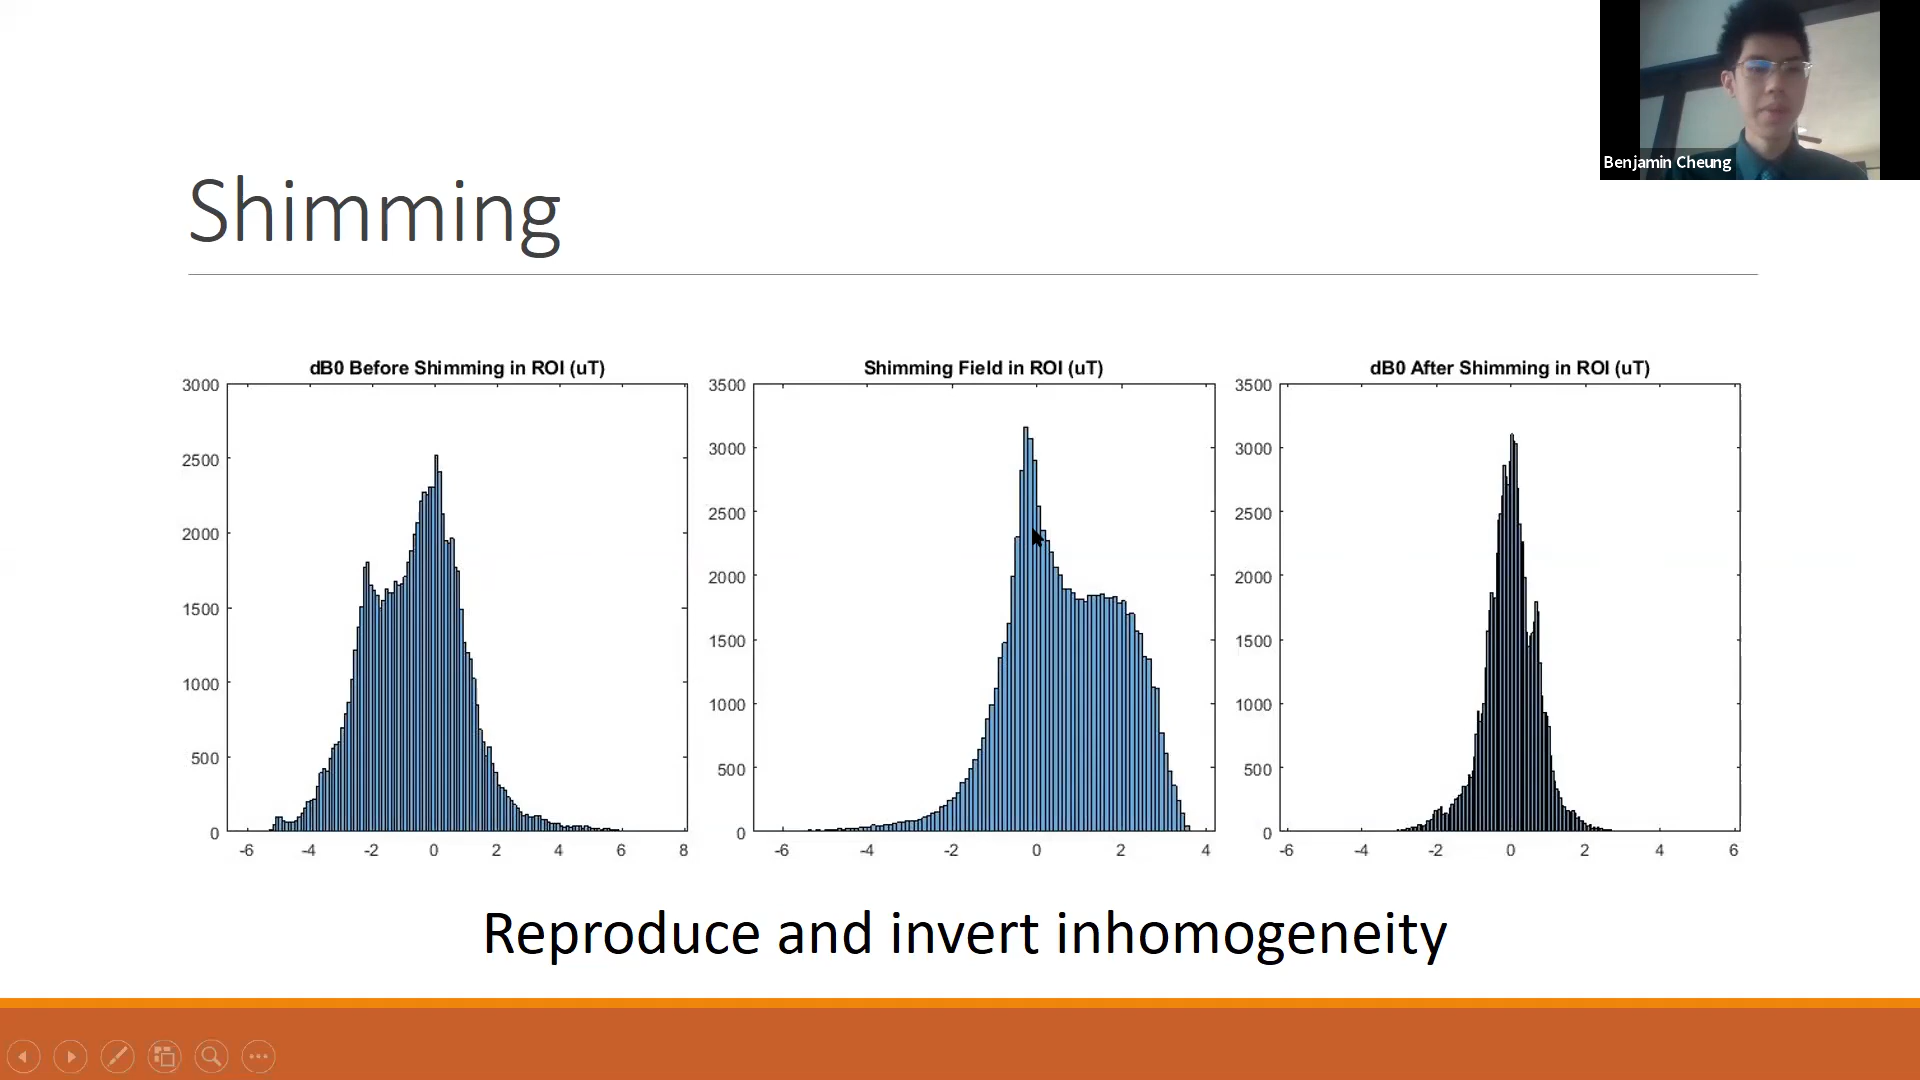 Benjamin Cheung
Shimming
dB0 Before Shimming in ROI (uT)
3000
2500
2000
1500
1000
500
0
-6 -4 -2 0 2 4 6 8
Shimming Field in ROI (uT)
3500
3000
2500
2000
1500
1000
500
0
-6 -4 -2 0 2 4
dB0 After Shimming in ROI (uT)
3500
3000
2500
2000
1500
1000
500
0
-6 -4 -2 0 2 4 6
Reproduce and invert inhomogeneity